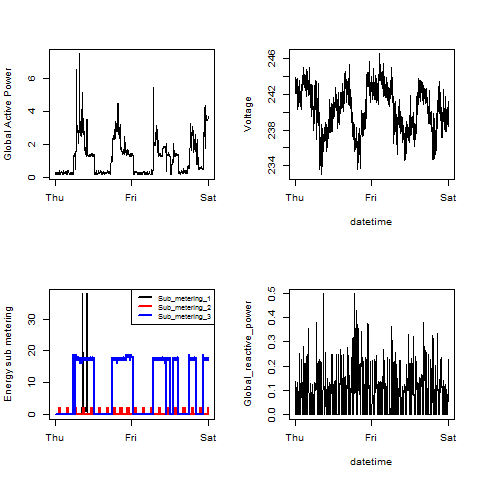 Global Active Power
0
2
4
6
Thu
Fri
Sat
Voltage
234
238
242
246
Thu
Fri
Sat
datetime
Energy sub metering
0
10
20
30
Thu
Fri
Sat
Sub_metering_1
Sub_metering_2
Sub_metering_3
Global_reactive_power
0.0
0.1
0.2
0.3
0.4
0.5
Thu
Fri
Sat
datetime